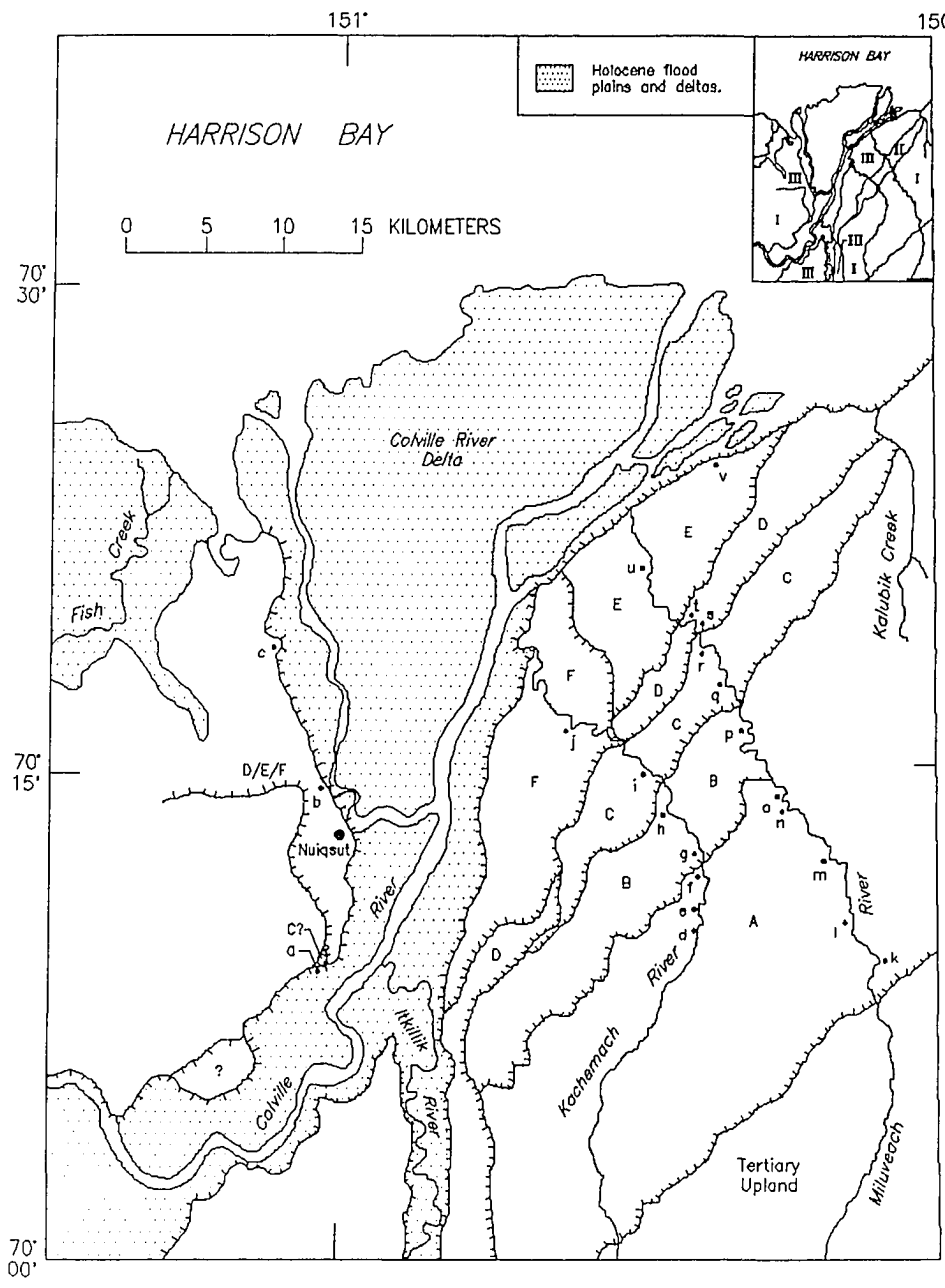 151°
150
Holocene flood
plains and deltas.
HARRISON BAY
III
II
III
I
I
III
III
I
HARRISON BAY
0 5 10 15 KILOMETERS
70°
30'
Colville River
Delta
Creek
Fish
Kalubik Creek
v
E
D
u
C
E
t
s
c
r
F
D
q
C
j
p
70°
15'
D/E/F
i
B
b
F
o
C
h
n
Nuiqsut
g
m
f
B
River
A
River
e
l
C?
d
a
D
River
k
Itkillik
?
Kachemach
Colville
River
Tertiary
Upland
Miluveach
70°
00'